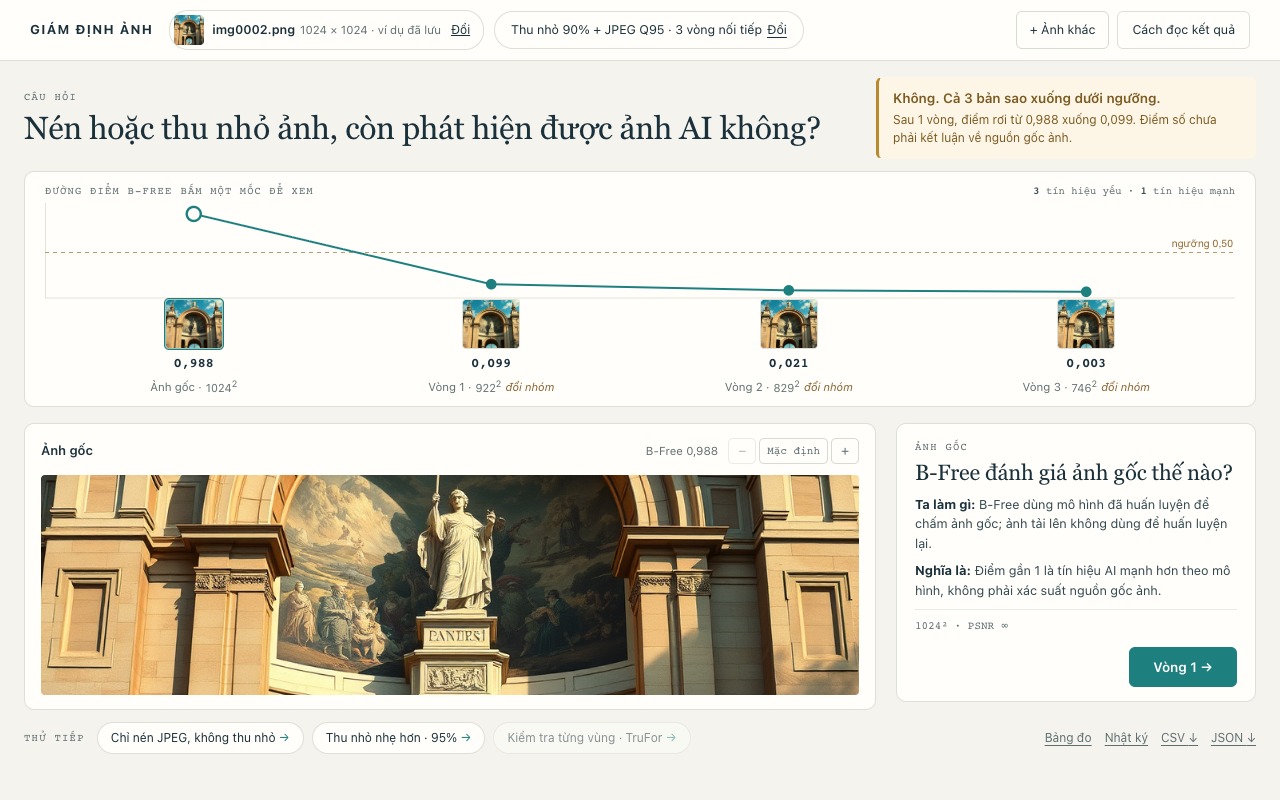 GIÁM ĐỊNH ẢNH
img0002.png 1024 × 1024 · ví dụ đã lưu Đổi
Thu nhỏ 90% + JPEG Q95 · 3 vòng nối tiếp Đổi
+ Ảnh khác
Cách đọc kết quả
CÂU HỎI
Nén hoặc thu nhỏ ảnh, còn phát hiện được ảnh AI không?
Không. Cả 3 bản sao xuống dưới ngưỡng.
Sau 1 vòng, điểm rơi từ 0,988 xuống 0,099. Điểm số chưa
phải kết luận về nguồn gốc ảnh.
ĐƯỜNG ĐIỂM B-FREE BẤM MỘT MỐC ĐỂ XEM
3 tín hiệu yếu · 1 tín hiệu mạnh
ngưỡng 0,50
0,988
0,099
0,021
0,003
Ảnh gốc · 1024²
Vòng 1 · 922² đổi nhóm
Vòng 2 · 829² đổi nhóm
Vòng 3 · 746² đổi nhóm
Ảnh gốc
B-Free 0,988
−
Mặc định
+
ẢNH GỐC
B-Free đánh giá ảnh gốc thế nào?
Ta làm gì: B-Free dùng mô hình đã huấn luyện để
chấm ảnh gốc; ảnh tải lên không dùng để huấn luyện
lại.
Nghĩa là: Điểm gần 1 là tín hiệu AI mạnh hơn theo mô
hình, không phải xác suất nguồn gốc ảnh.
1024² · PSNR ∞
Vòng 1 →
THỬ TIẾP
Chỉ nén JPEG, không thu nhỏ →
Thu nhỏ nhẹ hơn · 95% →
Kiểm tra từng vùng · TruFor →
Bảng đo
Nhật ký
CSV ↓
JSON ↓